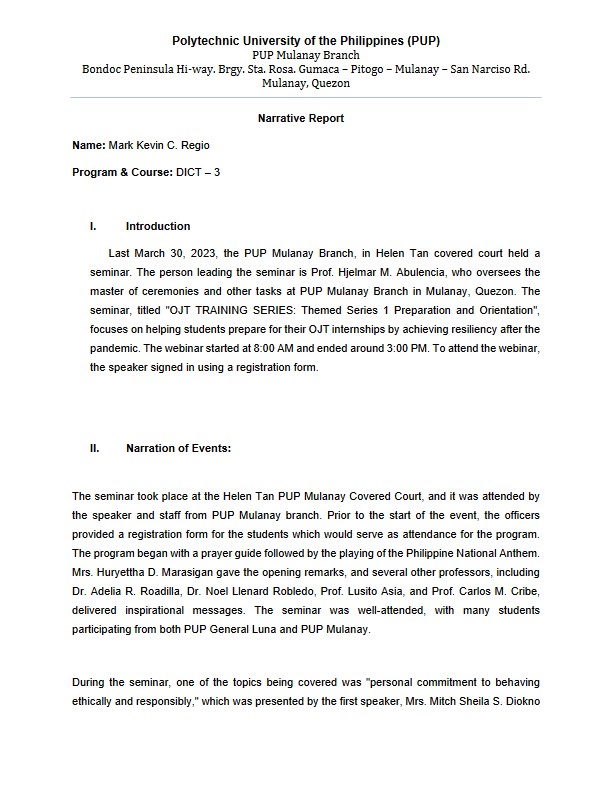 Polytechnic University of the Philippines (PUP)
PUP Mulanay Branch
Bondoc Peninsula Hi-way. Brgy. Sta. Rosa. Gumaca – Pitogo – Mulanay – San Narciso Rd.
Mulanay, Quezon
Narrative Report
Name: Mark Kevin C. Regio
Program & Course: DICT – 3
I. Introduction
Last March 30, 2023, the PUP Mulanay Branch, in Helen Tan covered court held a
seminar. The person leading the seminar is Prof. Hjelmar M. Abulencia, who oversees the
master of ceremonies and other tasks at PUP Mulanay Branch in Mulanay, Quezon. The
seminar, titled "OJT TRAINING SERIES: Themed Series 1 Preparation and Orientation",
focuses on helping students prepare for their OJT internships by achieving resiliency after the
pandemic. The webinar started at 8:00 AM and ended around 3:00 PM. To attend the webinar,
the speaker signed in using a registration form.
II. Narration of Events:
The seminar took place at the Helen Tan PUP Mulanay Covered Court, and it was attended by
the speaker and staff from PUP Mulanay branch. Prior to the start of the event, the officers
provided a registration form for the students which would serve as attendance for the program.
The program began with a prayer guide followed by the playing of the Philippine National Anthem.
Mrs. Huryettha D. Marasigan gave the opening remarks, and several other professors, including
Dr. Adelia R. Roadilla, Dr. Noel Llenard Robledo, Prof. Lusito Asia, and Prof. Carlos M. Cribe,
delivered inspirational messages. The seminar was well-attended, with many students
participating from both PUP General Luna and PUP Mulanay.
During the seminar, one of the topics being covered was "personal commitment to behaving
ethically and responsibly," which was presented by the first speaker, Mrs. Mitch Sheila S. Diokno